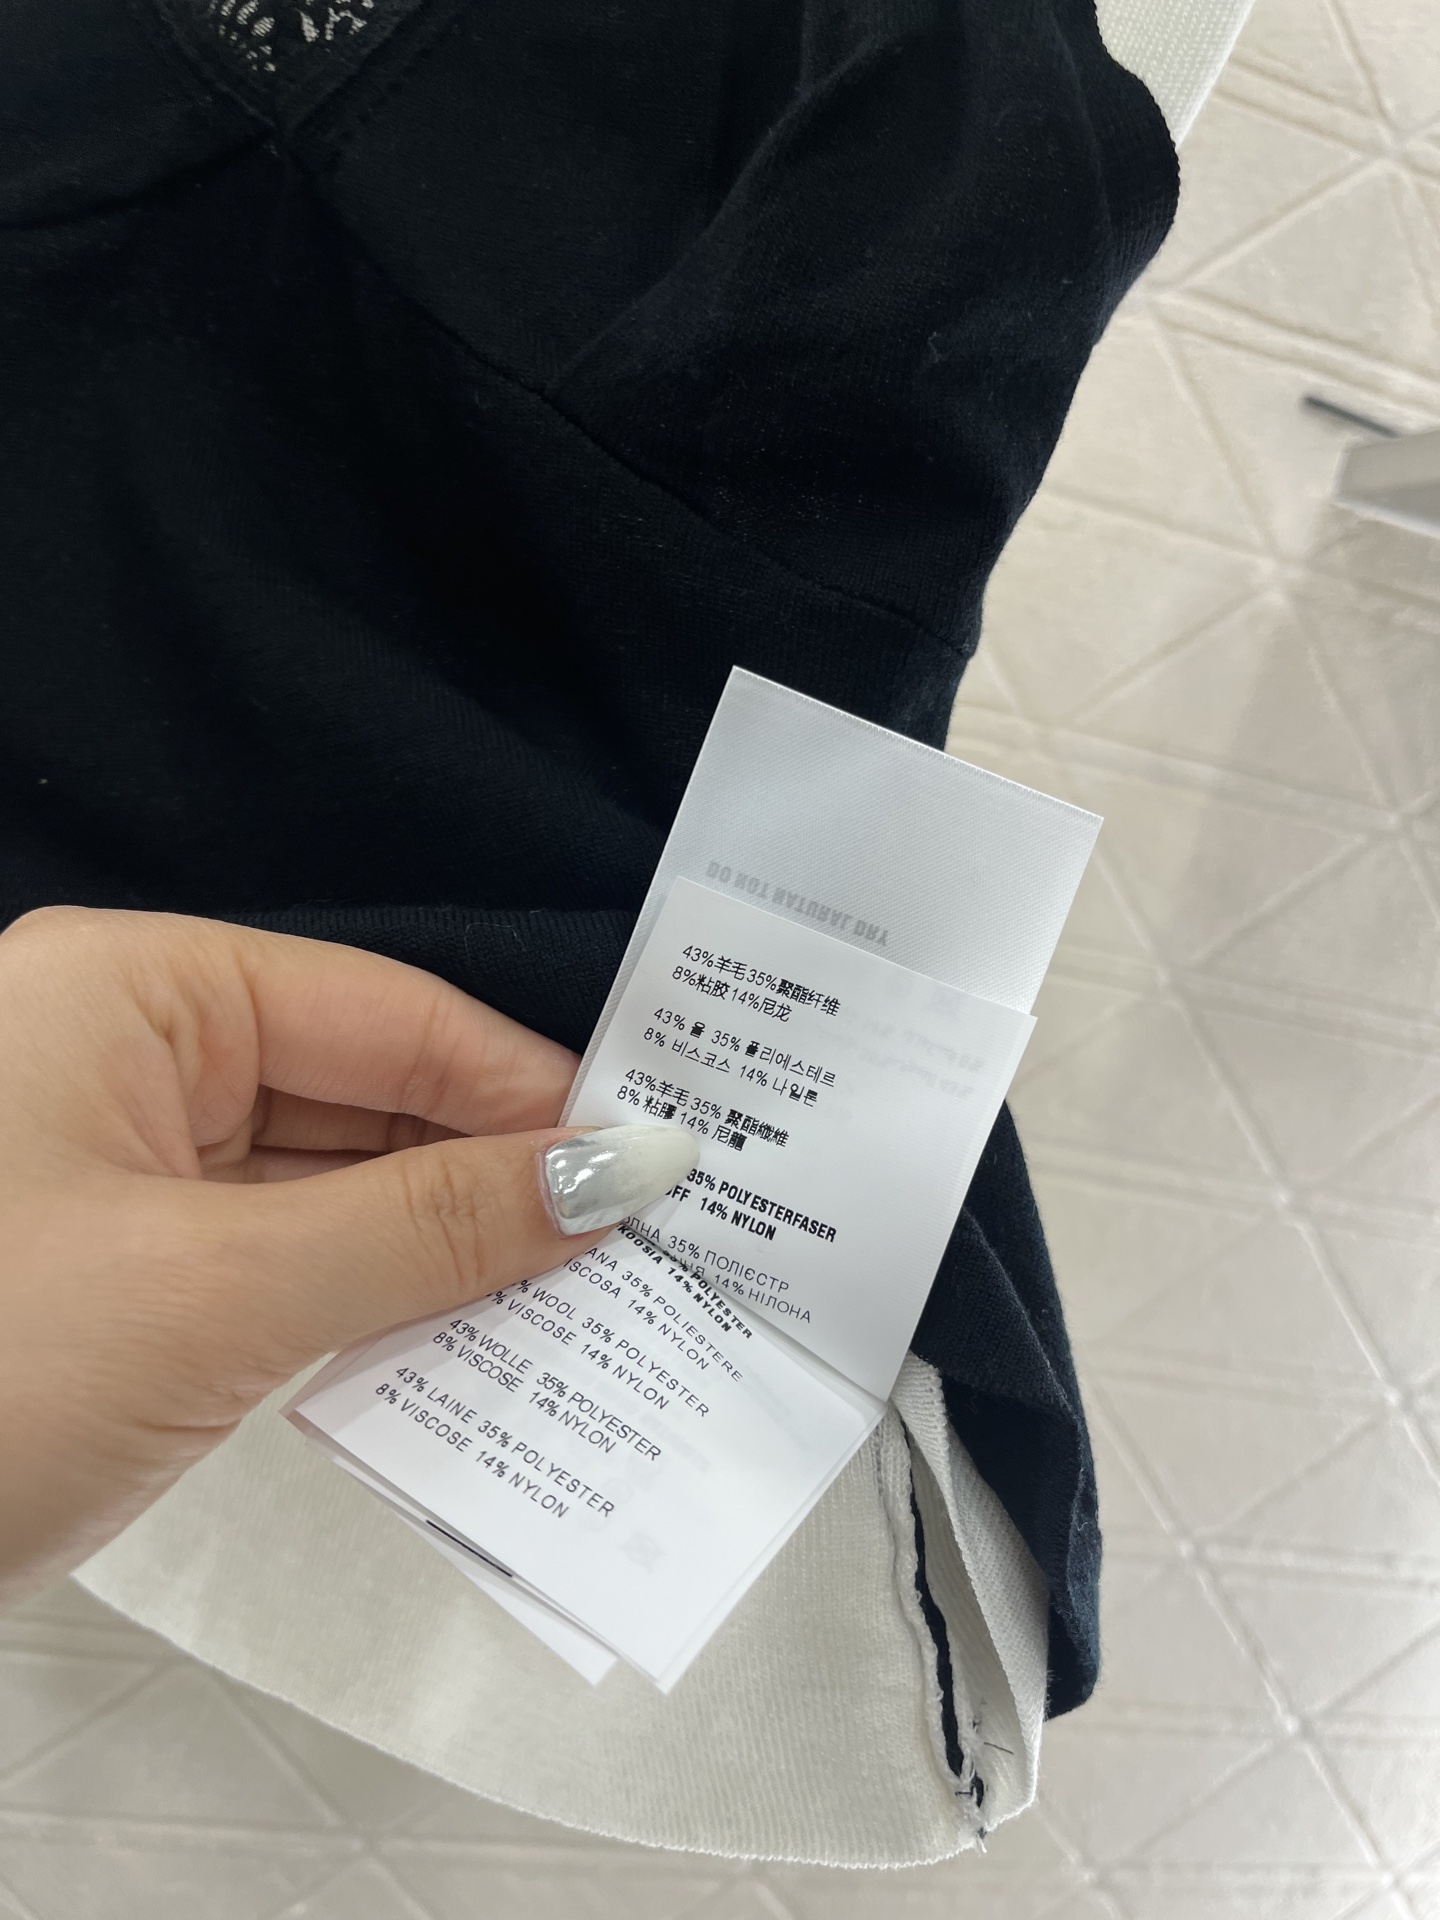 DO NOT NATURAL DRY
43%羊毛35%聚酯纤维
8%粘胶14%尼龙
43% 울 35% 폴리에스테르
8% 비스코스 14% 나일론
43%羊毛 35% 聚酯纖維
8% 粘膠 14% 尼龍
35% POLYESTERFASER
14% NYLON
35% ПОЛІЄСТР
14% НІЛОНА
POLYESTER
14% NYLON
35% POLIESTERE
14% NYLON
WOOL 35% POLYESTER
VISCOSE 14% NYLON
43% WOLLE 35% POLYESTER
8% VISCOSE 14% NYLON
43% LAINE 35% POLYESTER
8% VISCOSE 14% NYLON